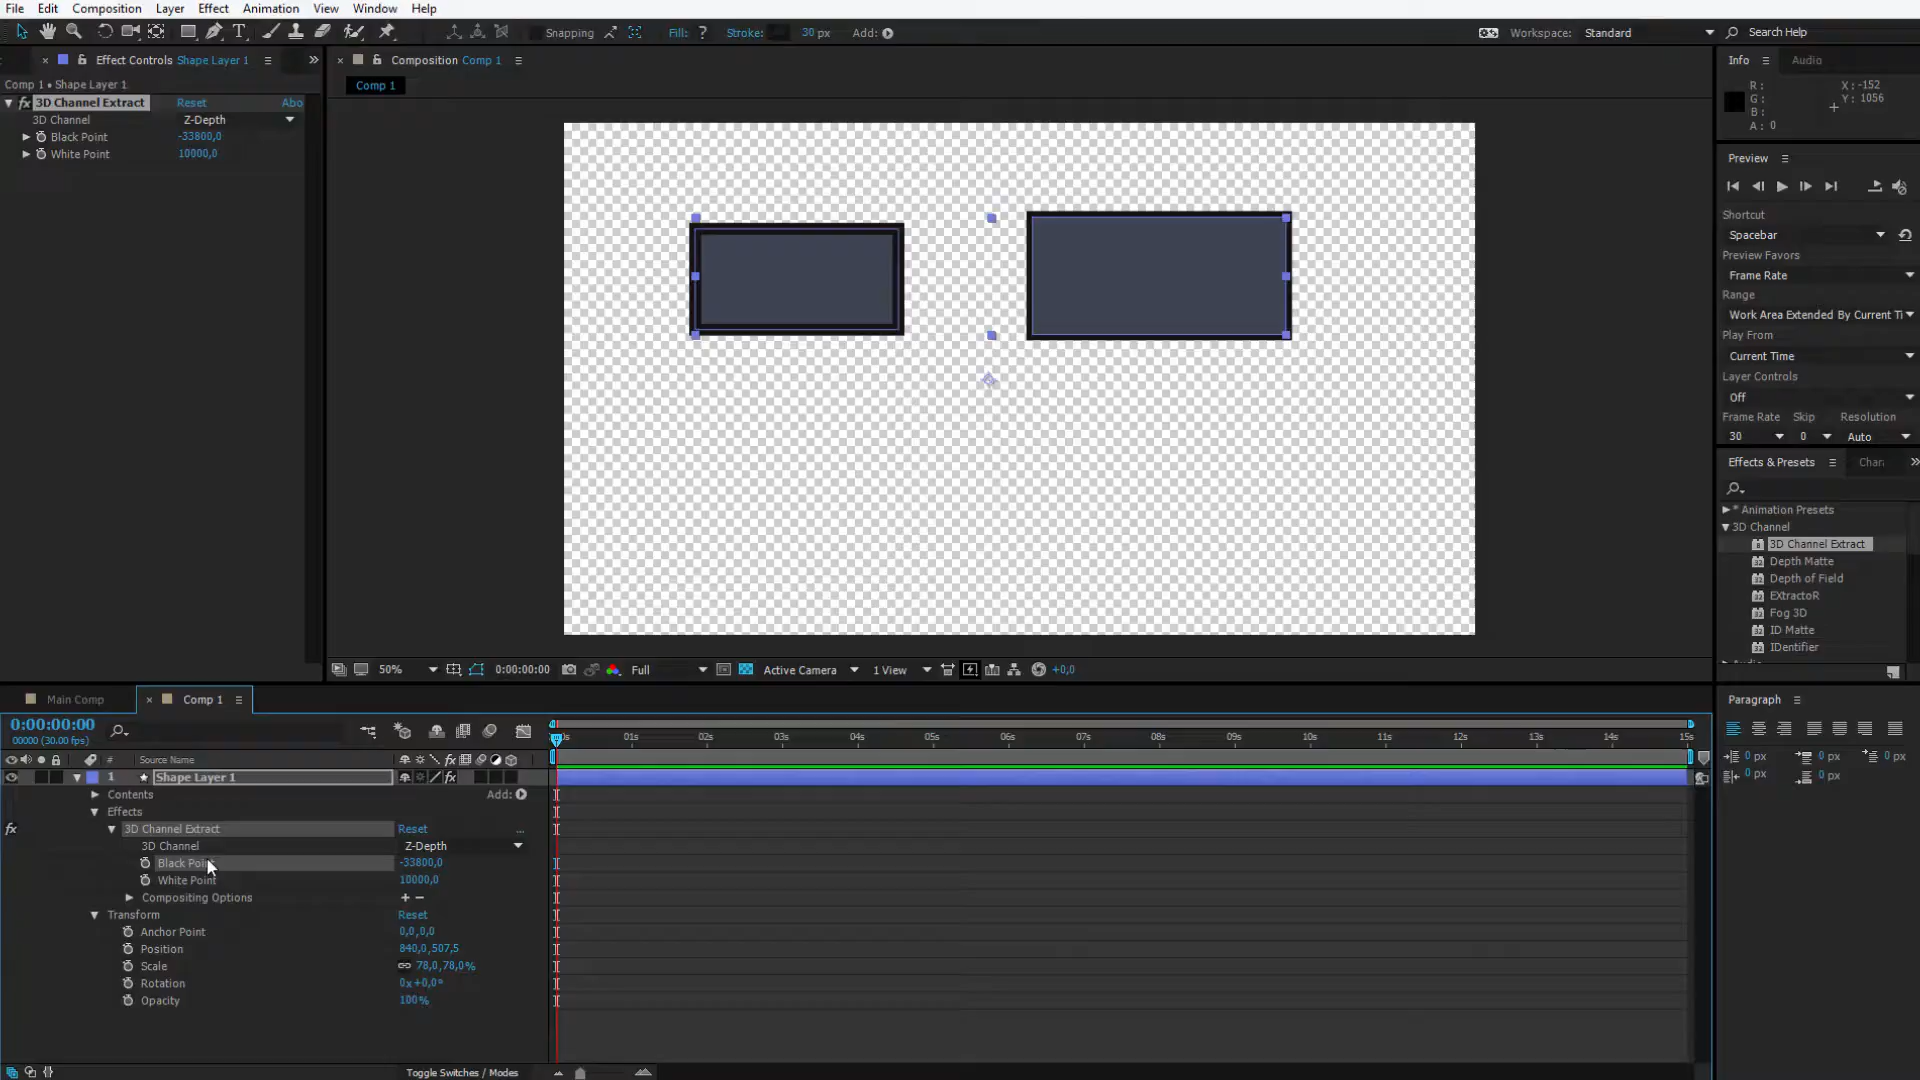 File Edit Composition Layer Effect Animation View Window Help
Snapping Fill: ? Stroke: 30 px Add: Workspace: Standard Search Help
Effect Controls Shape Layer 1
Comp 1 • Shape Layer 1
fx 3D Channel Extract Reset Abo
3D Channel Z-Depth
Black Point -33800,0
White Point 10000,0
Composition Comp 1
Comp 1
50% 0:00:00:00 Full Active Camera 1 View +0,0
Info Audio
R: X: -152
G: Y: 1056
B:
A: 0
Preview
Shortcut
Spacebar
Preview Favors
Frame Rate
Range
Work Area Extended By Current Ti
Play From
Current Time
Layer Controls
Off
Frame Rate Skip Resolution
30 0 Auto
Effects & Presets
* Animation Presets
3D Channel
3D Channel Extract
Depth Matte
Depth of Field
EXtractoR
Fog 3D
ID Matte
IDentifier
Paragraph
0 px 0 px 0 px
0 px 0 px
Main Comp Comp 1
0:00:00:00
00000 (30.00 fps)
01s 02s 03s 04s 05s 06s 07s 08s 09s 10s 11s 12s 13s 14s 15s
# Source Name
1 Shape Layer 1
Contents Add:
Effects
fx 3D Channel Extract Reset ...
3D Channel Z-Depth
Black Point -33800,0
White Point 10000,0
Compositing Options + −
Transform Reset
Anchor Point 0,0,0,0
Position 840,0,507,5
Scale 78,0,78,0%
Rotation 0x+0,0°
Opacity 100%
Toggle Switches / Modes